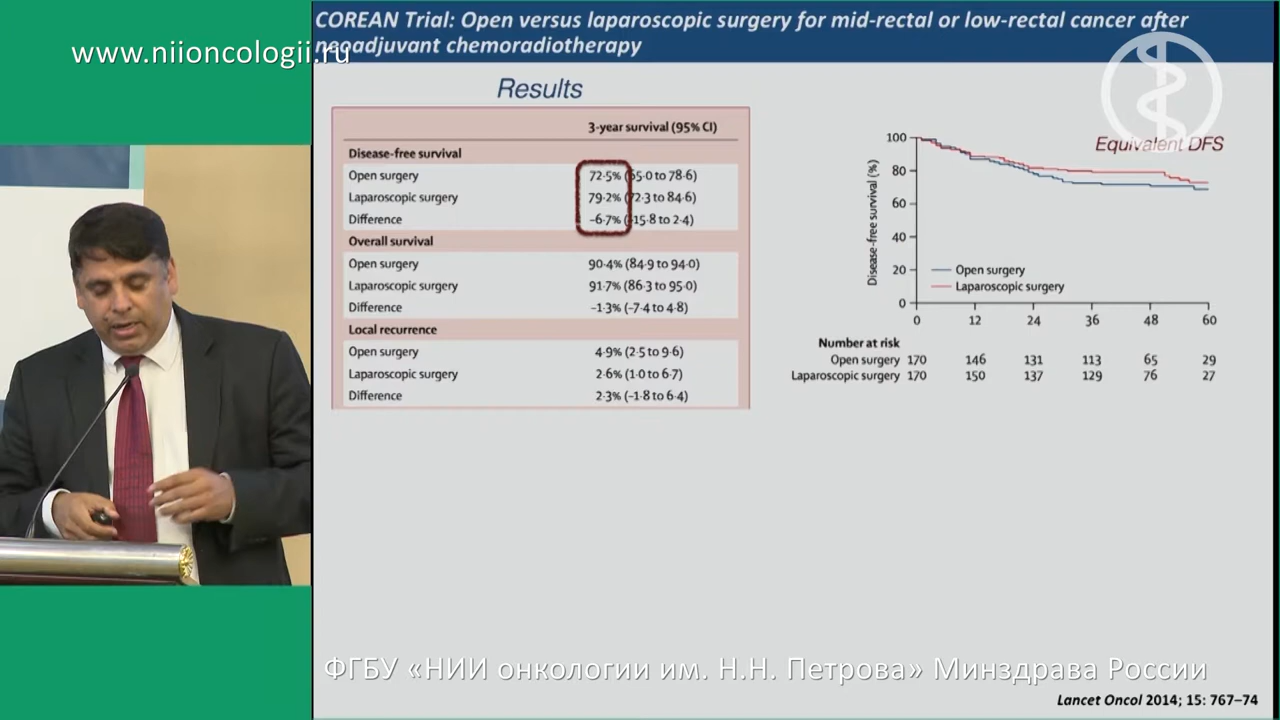 COREAN Trial: Open versus laparoscopic surgery for mid-rectal or low-rectal cancer after
neoadjuvant chemoradiotherapy
www.niioncologii.ru
Results
3-year survival (95% CI)
Disease-free survival
Open surgery 72·5% (65·0 to 78·6)
Laparoscopic surgery 79·2% (72·3 to 84·6)
Difference –6·7% (–15·8 to 2·4)
Overall survival
Open surgery 90·4% (84·9 to 94·0)
Laparoscopic surgery 91·7% (86·3 to 95·0)
Difference –1·3% (–7·4 to 4·8)
Local recurrence
Open surgery 4·9% (2·5 to 9·6)
Laparoscopic surgery 2·6% (1·0 to 6·7)
Difference 2·3% (–1·8 to 6·4)
Equivalent DFS
Disease-free survival (%)
100
80
60
40
20
0
Open surgery
Laparoscopic surgery
0 12 24 36 48 60
Number at risk
Open surgery 170 146 131 113 65 29
Laparoscopic surgery 170 150 137 129 76 27
ФГБУ «НИИ онкологии им. Н.Н. Петрова» Минздрава России
Lancet Oncol 2014; 15: 767–74